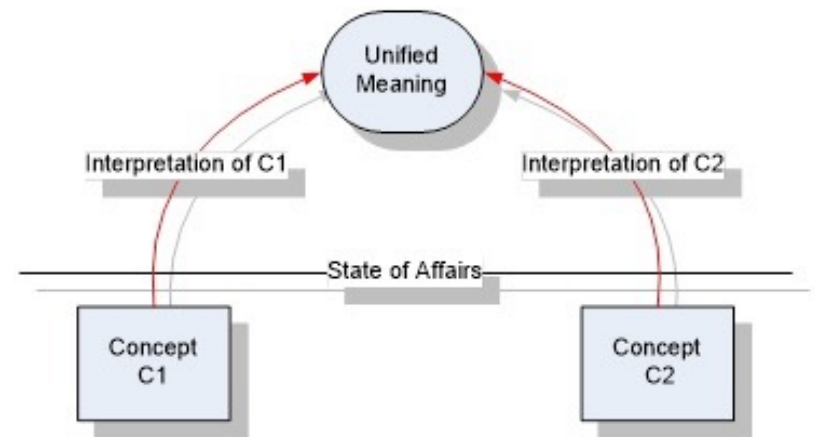 Unified
Meaning
Interpretation of C1
Interpretation of C2
State of Affairs
Concept
C1
Concept
C2